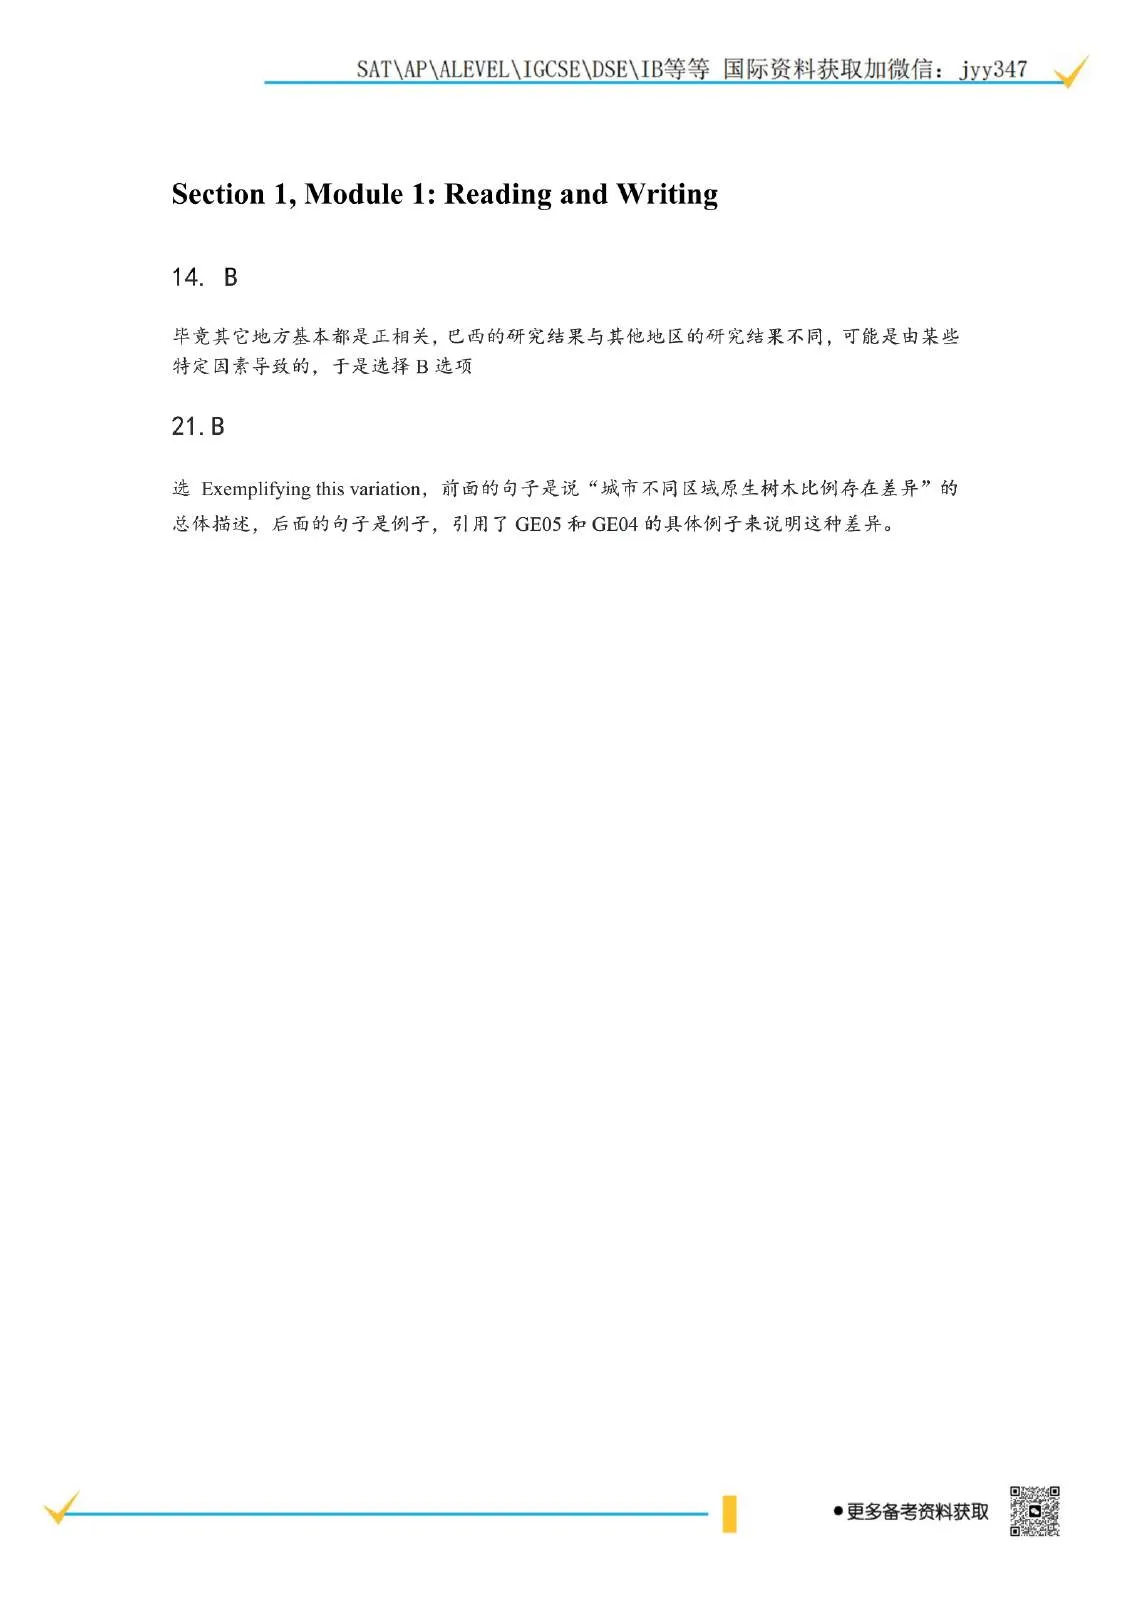 SAT\AP\ALEVEL\IGCSE\DSE\IB等等 国际资料获取加微信：jyy347
Section 1, Module 1: Reading and Writing
14. B
毕竟其它地方基本都是正相关，巴西的研究结果与其他地区的研究结果不同，可能是由某些
特定因素导致的，于是选择 B 选项
21. B
选 Exemplifying this variation，前面的句子是说“城市不同区域原生树木比例存在差异”的
总体描述，后面的句子是例子，引用了 GE05 和 GE04 的具体例子来说明这种差异。
●更多备考资料获取